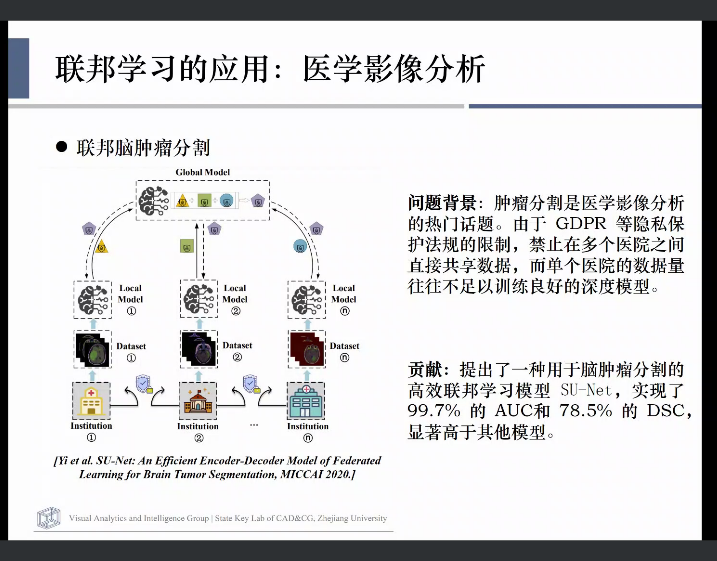 联邦学习的应用：医学影像分析
● 联邦脑肿瘤分割
Global Model
Local
Model
①
Local
Model
②
Local
Model
ⓝ
Dataset
①
Dataset
②
Dataset
ⓝ
Institution
①
Institution
②
...
Institution
ⓝ
[Yi et al. SU-Net: An Efficient Encoder-Decoder Model of Federated
Learning for Brain Tumor Segmentation, MICCAI 2020.]
问题背景：肿瘤分割是医学影像分析
的热门话题。由于 GDPR 等隐私保
护法规的限制，禁止在多个医院之间
直接共享数据，而单个医院的数据量
往往不足以训练良好的深度模型。
贡献：提出了一种用于脑肿瘤分割的
高效联邦学习模型 SU-Net，实现了
99.7% 的 AUC和 78.5% 的 DSC，
显著高于其他模型。
Visual Analytics and Intelligence Group | State Key Lab of CAD&CG, Zhejiang University